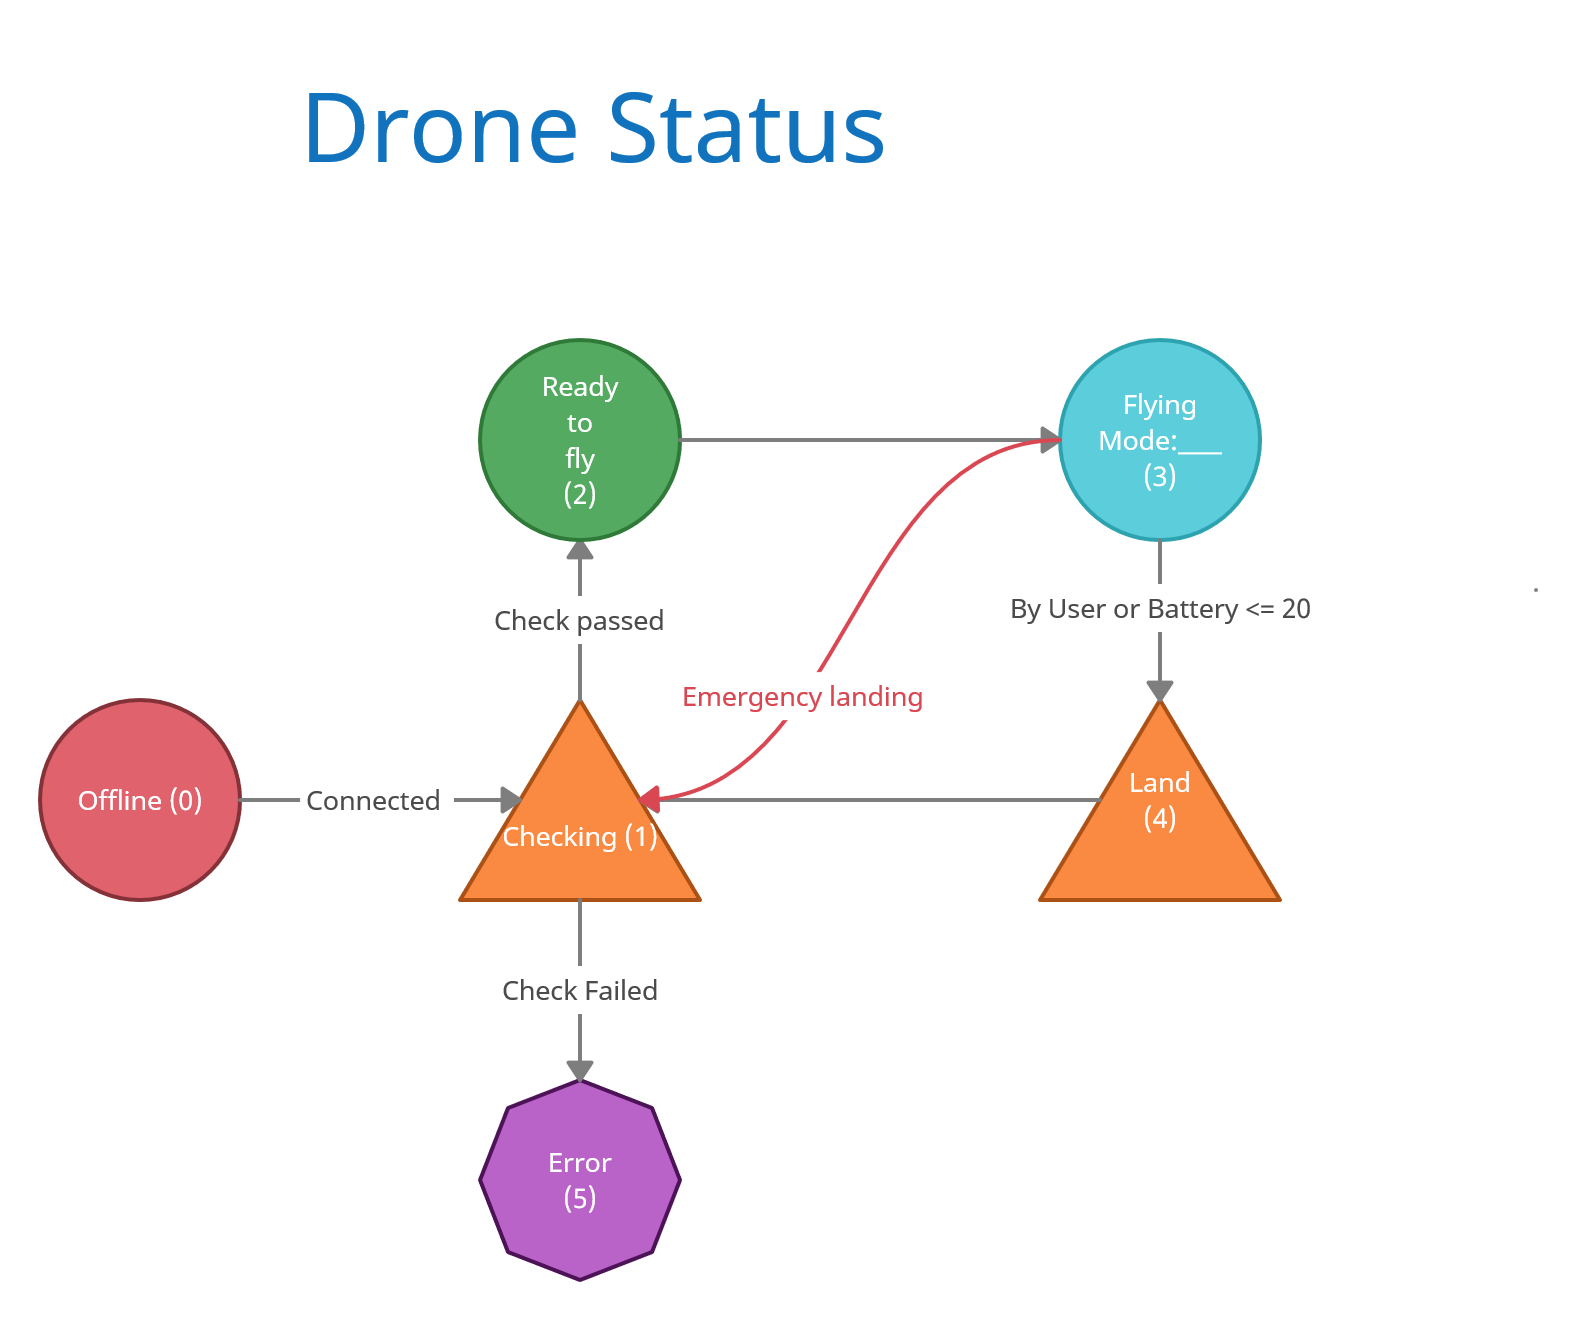 Drone Status
Ready
to
fly
(2)
Flying
Mode:___
(3)
Check passed
By User or Battery <= 20
.
Emergency landing
Offline (0)
Connected
Checking (1)
Land
(4)
Check Failed
Error
(5)